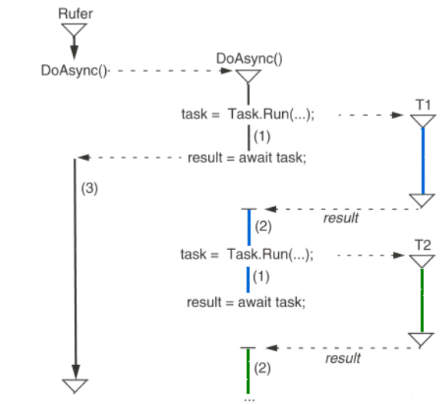 Rufer
DoAsync()
DoAsync()
T1
task = Task.Run(...);
(1)
result = await task;
(3)
result
(2)
T2
task = Task.Run(...);
(1)
result = await task;
result
(2)
...